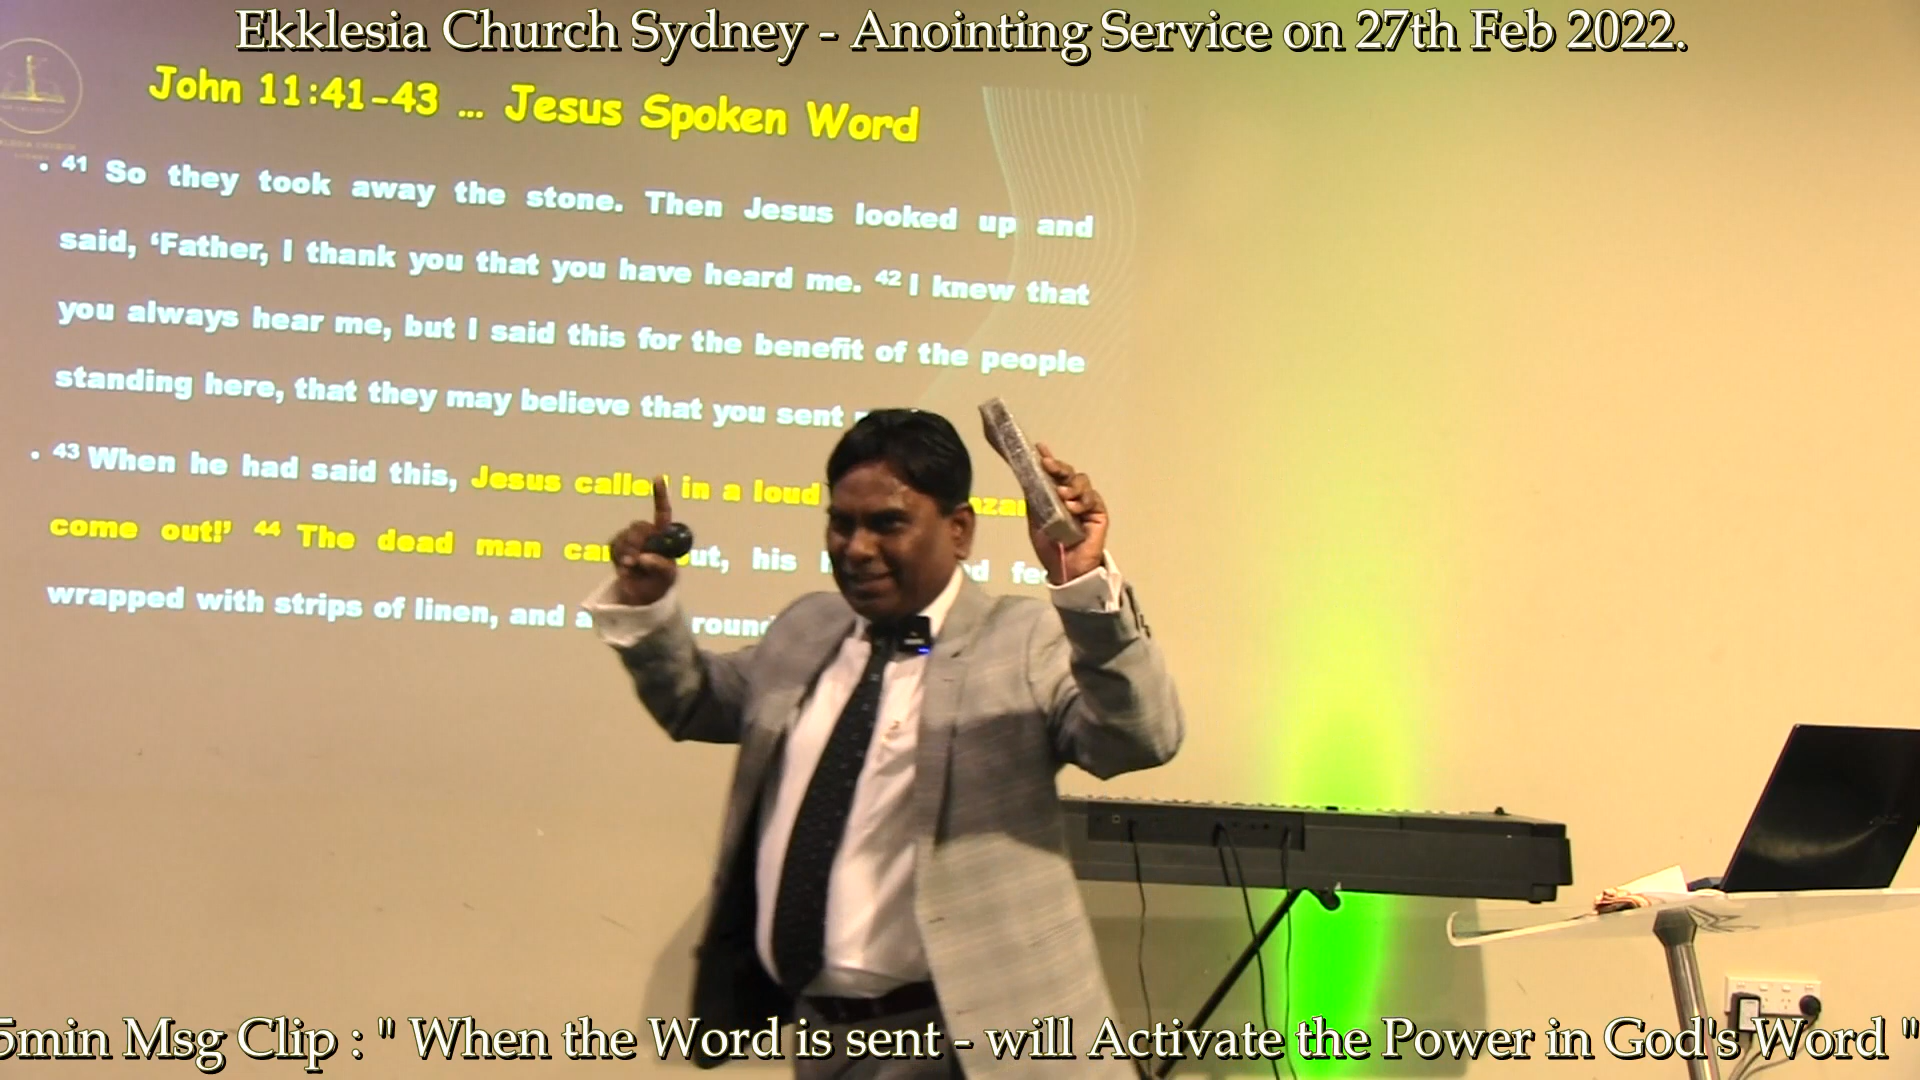 Ekklesia Church Sydney - Anointing Service on 27th Feb 2022.
John 11:41-43 ... Jesus Spoken Word
. 41 So they took away the stone. Then Jesus looked up and
said, ‘Father, I thank you that you have heard me. 42 I knew that
you always hear me, but I said this for the benefit of the people
standing here, that they may believe that you sent
. 43 When he had said this, Jesus called in a loud
come out!’ 44 The dead man out, his
wrapped with strips of linen, and
5min Msg Clip : " When the Word is sent - will Activate the Power in God's Word "